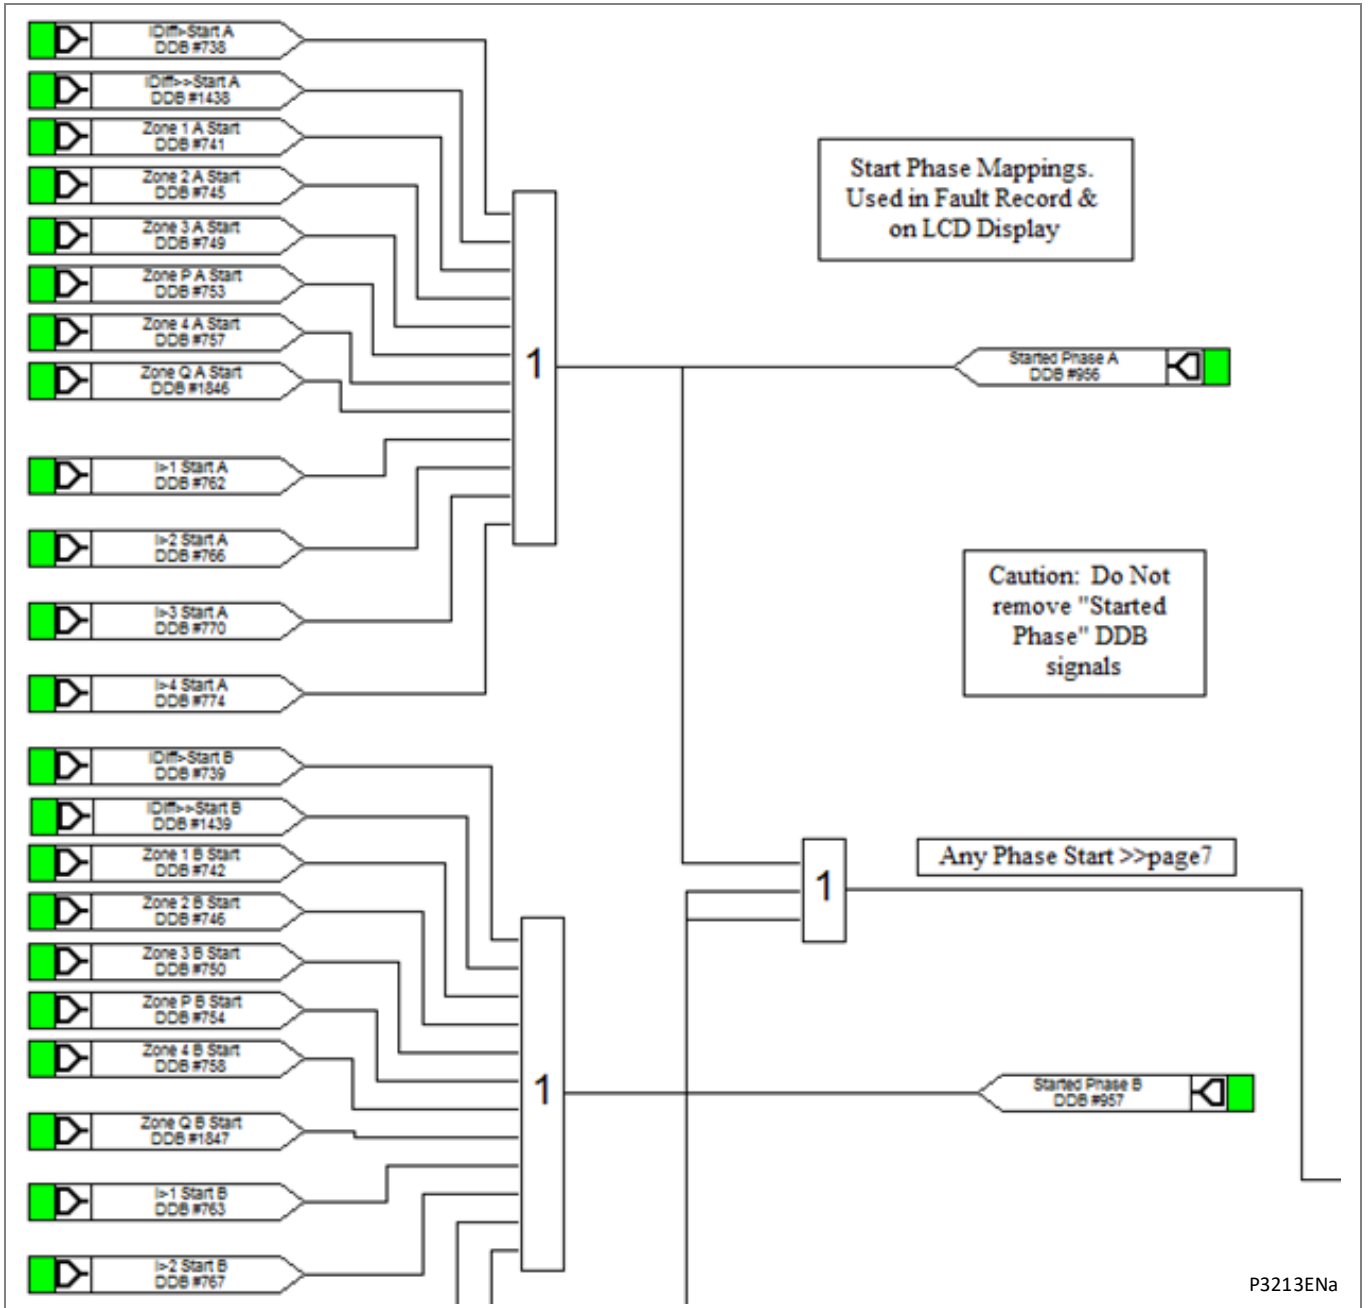 IDiff>Start A
DDB #738
IDiff>>Start A
DDB #1438
Zone 1 A Start
DDB #741
Zone 2 A Start
DDB #745
Zone 3 A Start
DDB #749
Zone P A Start
DDB #753
Zone 4 A Start
DDB #757
Zone Q A Start
DDB #1846
I>1 Start A
DDB #762
I>2 Start A
DDB #766
I>3 Start A
DDB #770
I>4 Start A
DDB #774
1
Start Phase Mappings.
Used in Fault Record &
on LCD Display
Started Phase A
DDB #956
Caution: Do Not
remove "Started
Phase" DDB
signals
IDiff>Start B
DDB #739
IDiff>>Start B
DDB #1439
Zone 1 B Start
DDB #742
Zone 2 B Start
DDB #746
Zone 3 B Start
DDB #750
Zone P B Start
DDB #754
Zone 4 B Start
DDB #758
Zone Q B Start
DDB #1847
I>1 Start B
DDB #763
I>2 Start B
DDB #767
1
1
Any Phase Start >>page7
Started Phase B
DDB #957
P3213ENa